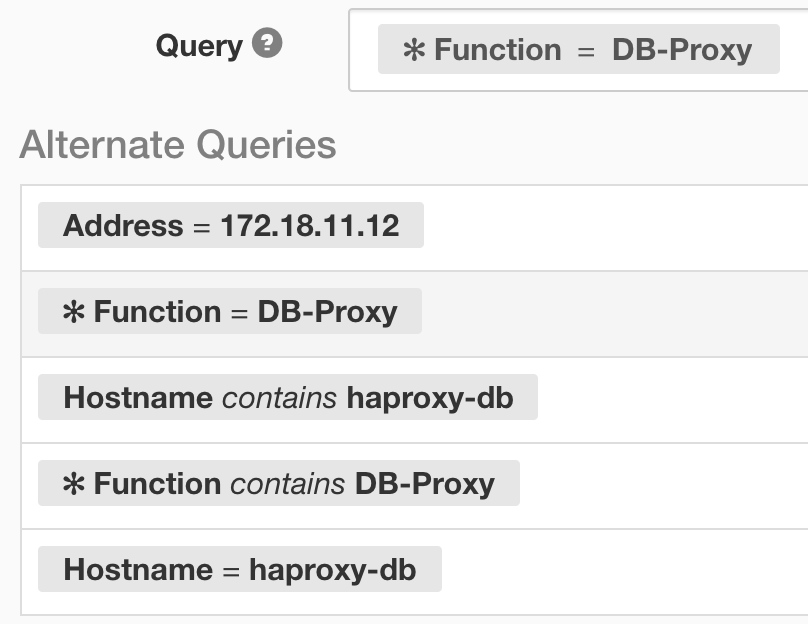 Query ?
✻ Function = DB-Proxy
Alternate Queries
Address = 172.18.11.12
✻ Function = DB-Proxy
Hostname contains haproxy-db
✻ Function contains DB-Proxy
Hostname = haproxy-db